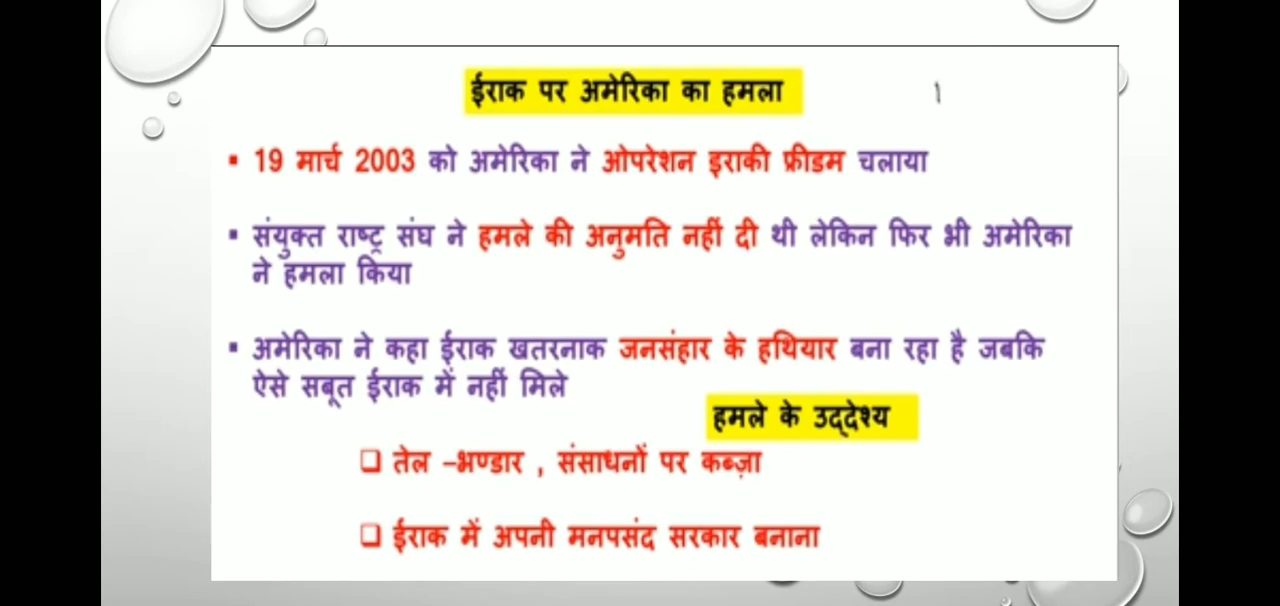 ईराक पर अमेरिका का हमला
1
▪ 19 मार्च 2003 को अमेरिका ने ओपरेशन इराकी फ्रीडम चलाया
▪ संयुक्त राष्ट्र संघ ने हमले की अनुमति नहीं दी थी लेकिन फिर भी अमेरिका
ने हमला किया
▪ अमेरिका ने कहा ईराक खतरनाक जनसंहार के हथियार बना रहा है जबकि
ऐसे सबूत ईराक में नहीं मिले
हमले के उद्देश्य
❑ तेल –भण्डार , संसाधनों पर कब्ज़ा
❑ ईराक में अपनी मनपसंद सरकार बनाना